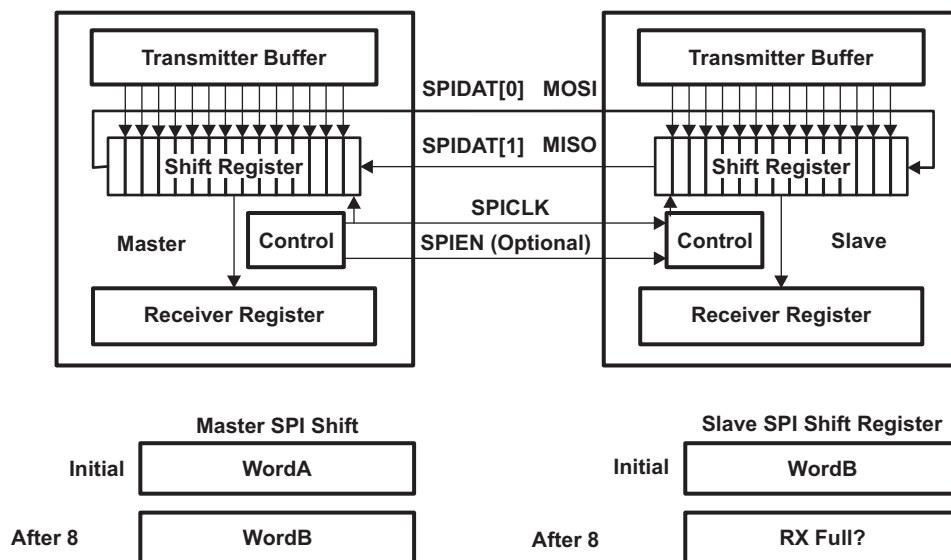 Transmitter Buffer
Transmitter Buffer
SPIDAT[0] MOSI
SPIDAT[1] MISO
Shift Register
Shift Register
SPICLK
Master
Control
SPIEN (Optional)
Control
Slave
Receiver Register
Receiver Register
Master SPI Shift
Slave SPI Shift Register
Initial
WordA
Initial
WordB
After 8
WordB
After 8
RX Full?